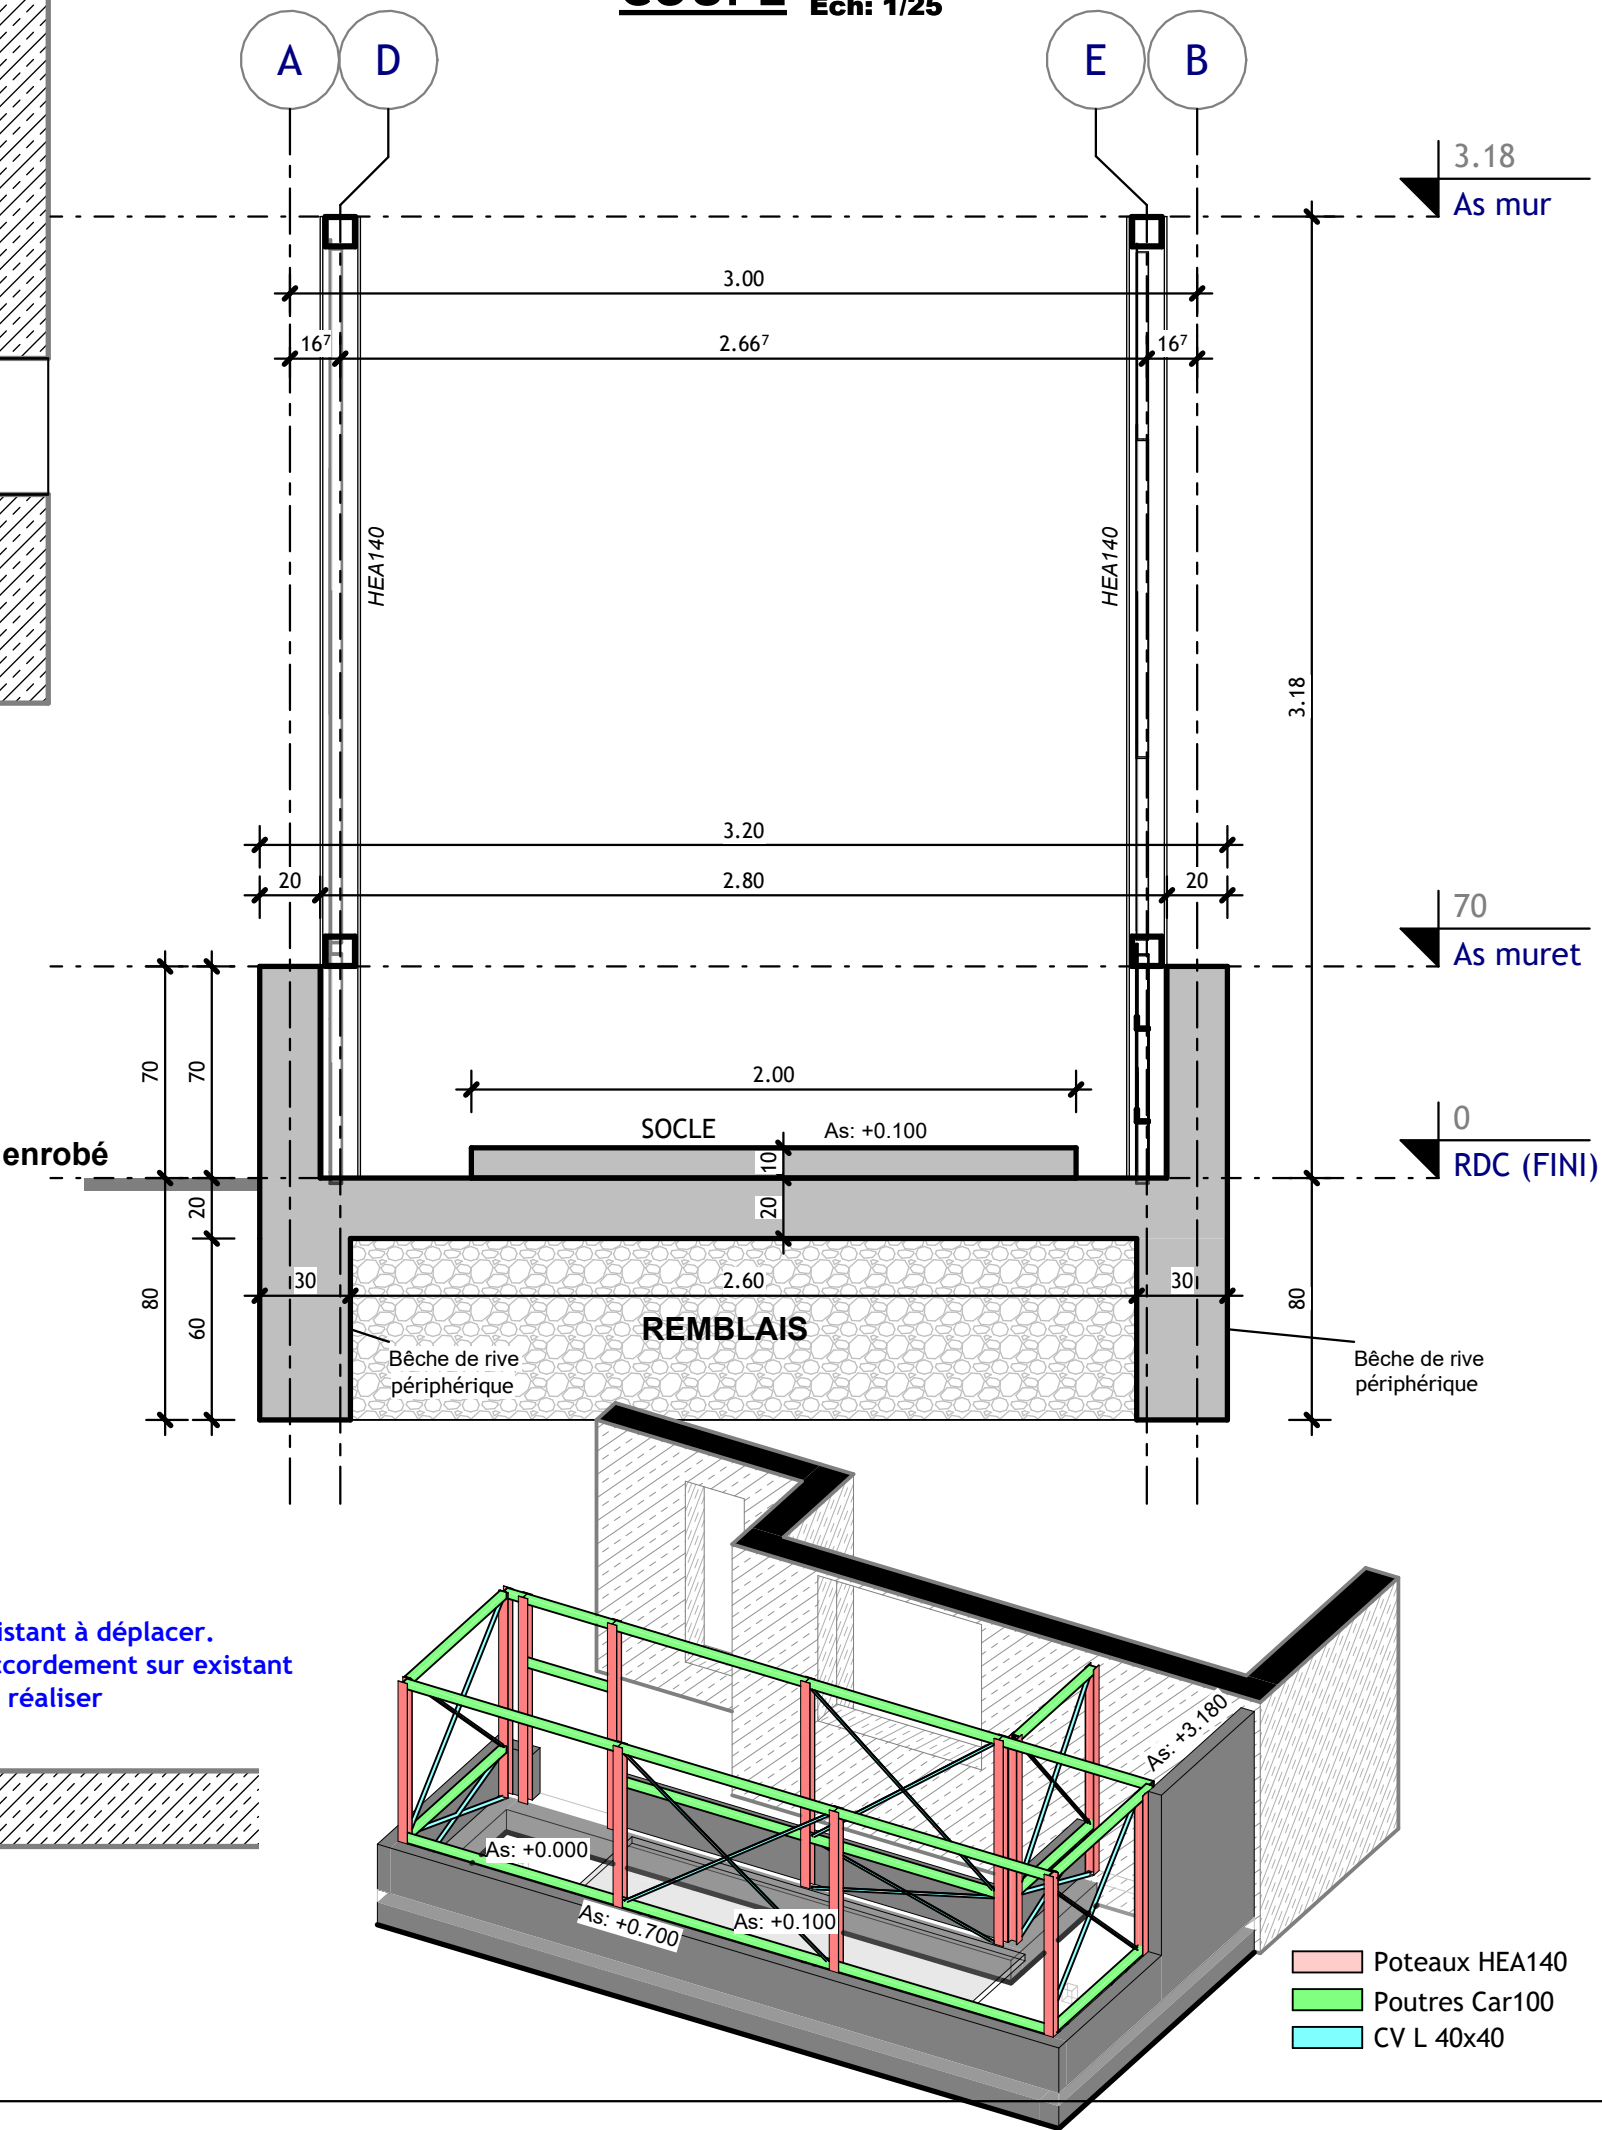 Ech: 1/25
A
D
E
B
3.18
As mur
3.00
16⁷
2.66⁷
16⁷
HEA140
HEA140
3.18
3.20
20
2.80
20
70
As muret
70
70
2.00
SOCLE
As: +0.100
0
RDC (FINI)
enrobé
10
20
20
30
2.60
30
80
60
80
REMBLAIS
Bêche de rive
périphérique
Bêche de rive
périphérique
istant à déplacer.
ccordement sur existant
réaliser
As: +3.180
As: +0.000
As: +0.700
As: +0.100
Poteaux HEA140
Poutres Car100
CV L 40x40